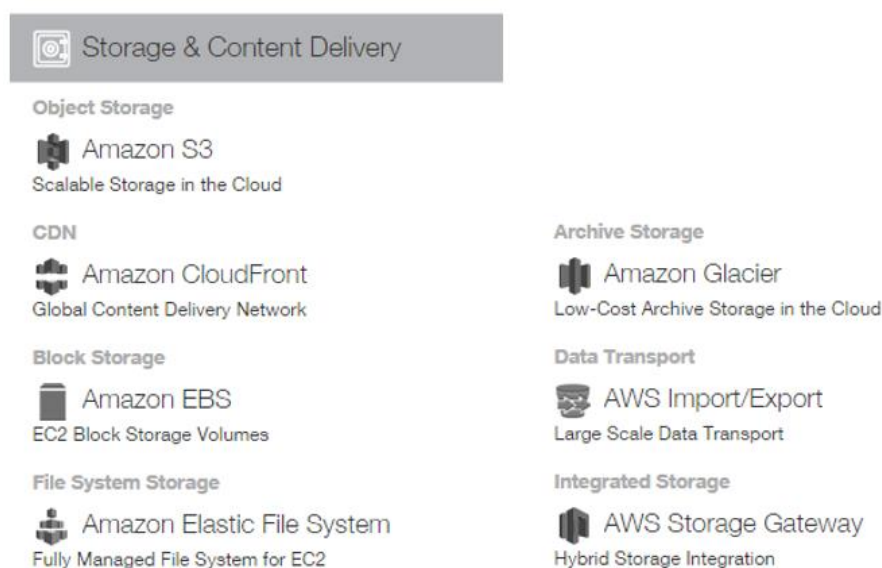 Storage & Content Delivery
Object Storage
Amazon S3
Scalable Storage in the Cloud
CDN
Amazon CloudFront
Global Content Delivery Network
Archive Storage
Amazon Glacier
Low-Cost Archive Storage in the Cloud
Block Storage
Amazon EBS
EC2 Block Storage Volumes
Data Transport
AWS Import/Export
Large Scale Data Transport
File System Storage
Amazon Elastic File System
Fully Managed File System for EC2
Integrated Storage
AWS Storage Gateway
Hybrid Storage Integration